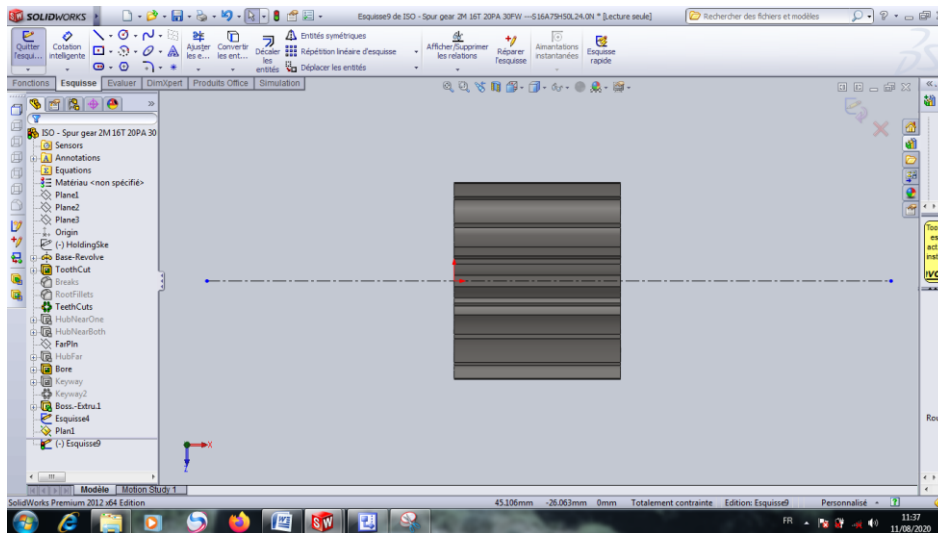 SOLIDWORKS
Esquisse9 de ISO - Spur gear 2M 16T 20PA 30FW ---S16A75H50L24.0N * [Lecture seule]
Rechercher des fichiers et modèles
Quitter l'esqui...
Cotation intelligente
Ajuster les e...
Convertir les ent...
Décaler les entités
Entités symétriques
Répétition linéaire d'esquisse
Déplacer les entités
Afficher/Supprimer les relations
Réparer l'esquisse
Aimantations instantanées
Esquisse rapide
Fonctions
Esquisse
Evaluer
DimXpert
Produits Office
Simulation
ISO - Spur gear 2M 16T 20PA 30
Sensors
Annotations
Equations
Matériau <non spécifié>
Plane1
Plane2
Plane3
Origin
(-) HoldingSke
Base-Revolve
ToothCut
Breaks
RootFillets
TeethCuts
HubNearOne
HubNearBoth
FarPln
HubFar
Bore
Keyway
Keyway2
Boss.-Extru.1
Esquisse4
Plan1
(-) Esquisse9
X
Z
Too
es
act
inst
Rou
Modèle
Motion Study 1
SolidWorks Premium 2012 x64 Edition
45.106mm -26.063mm 0mm Totalement contrainte Edition: Esquisse9
Personnalisé
FR
11:37
11/08/2020